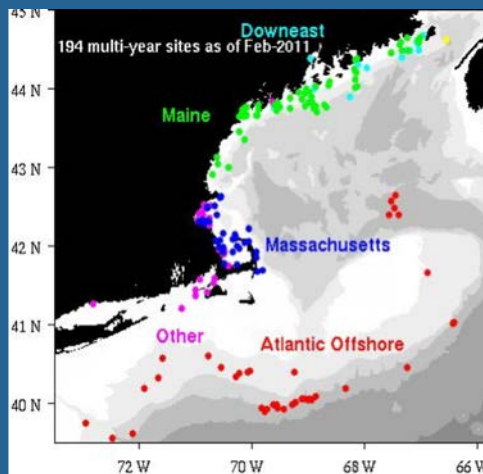 45 N
Downeast
194 multi-year sites as of Feb-2011
44 N
Maine
43 N
42 N
Massachusetts
41 N
Other
Atlantic Offshore
40 N
72 W 70 W 68 W 66 W